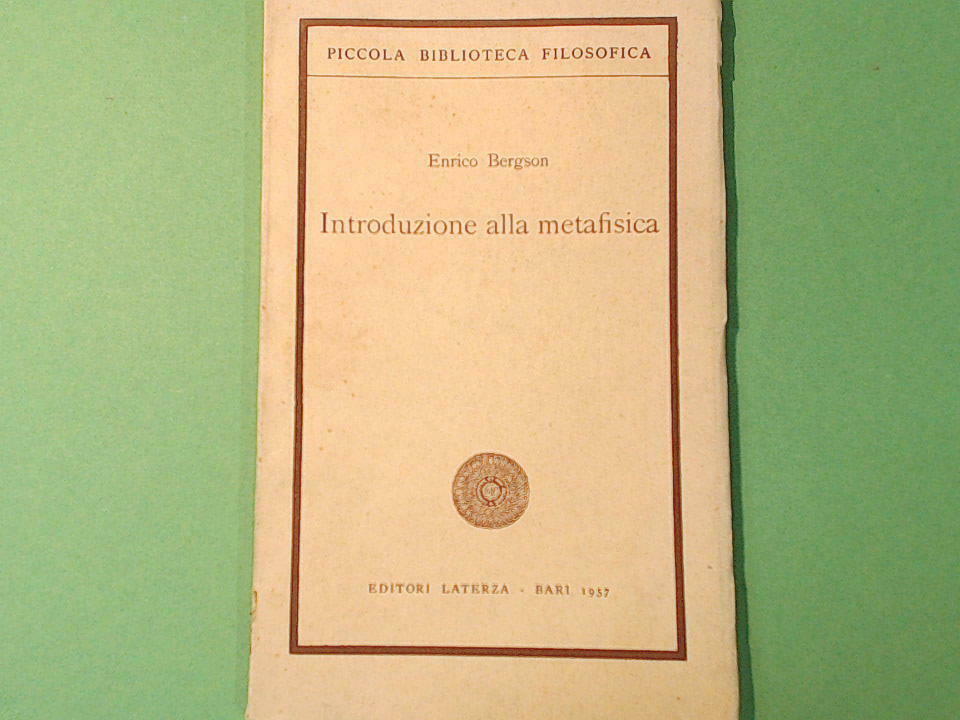 PICCOLA BIBLIOTECA FILOSOFICA
Enrico Bergson
Introduzione alla metafisica
EDITORI LATERZA - BARI 1957